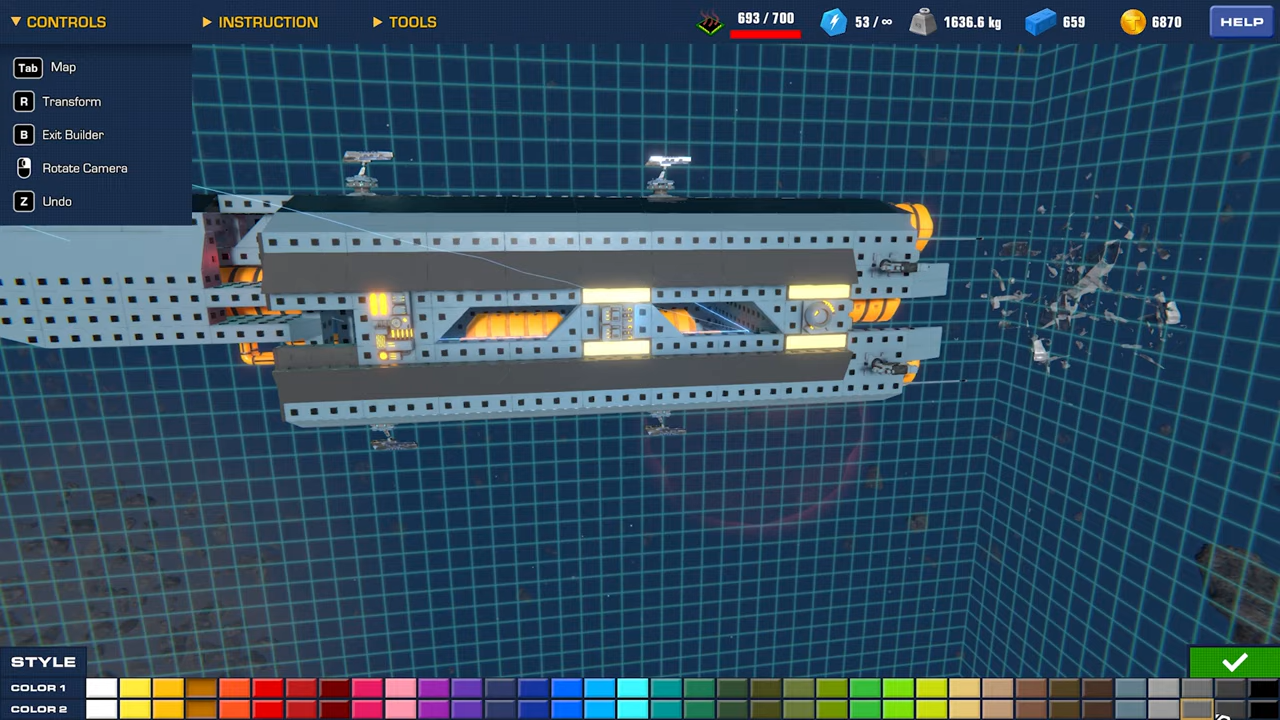 CONTROLS
INSTRUCTION
TOOLS
693 / 700
53 / ∞
1636.6 kg
659
6870
HELP
Tab Map
R Transform
B Exit Builder
Rotate Camera
Z Undo
STYLE
COLOR 1
COLOR 2